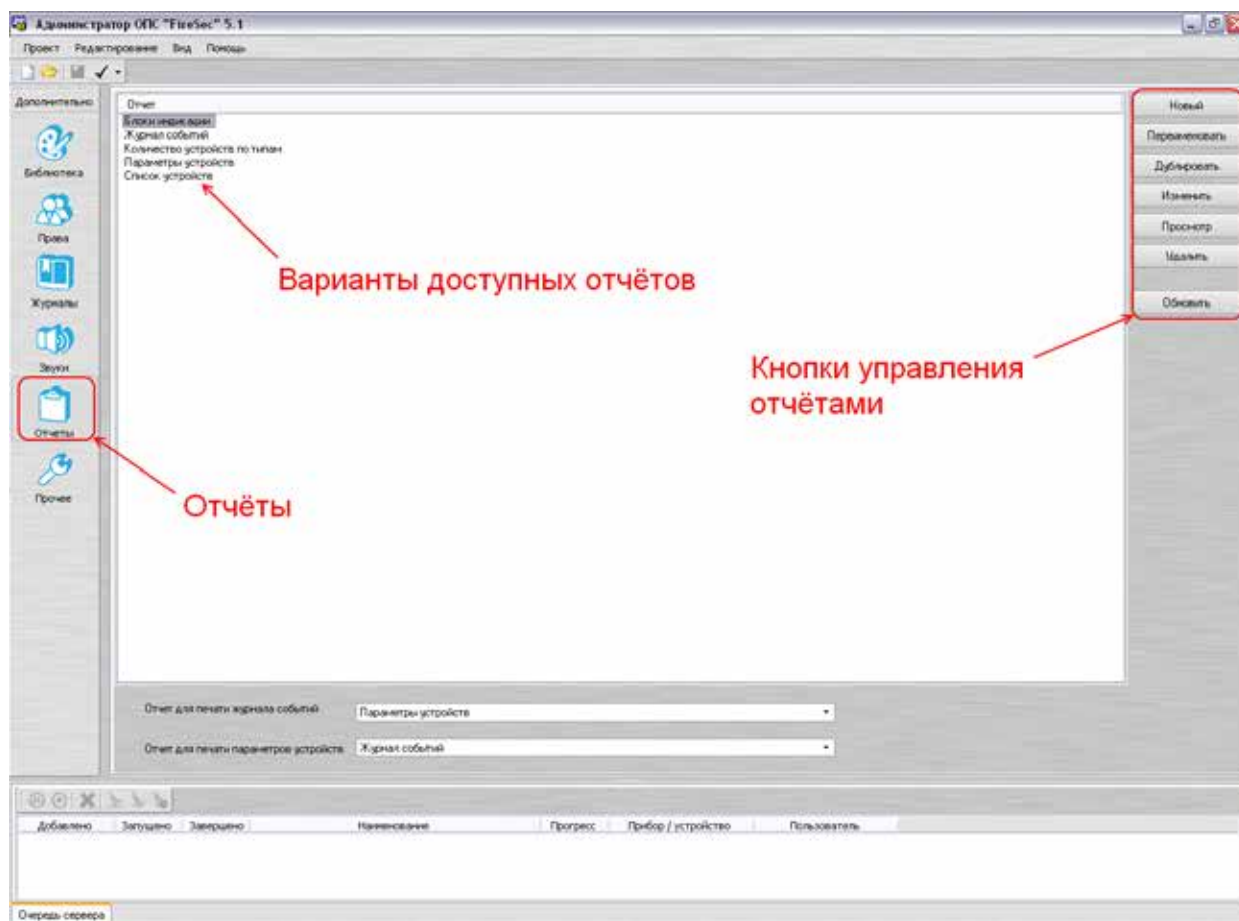 Администратор ОПС "FireSec" 5.1
Проект Редактирование Вид Помощь
Дополнительно
Библиотека
Права
Журналы
Звуки
Отчеты
Прочее
Отчет
Блоки индикации
Журнал событий
Количество устройств по типам
Параметры устройств
Список устройств
Варианты доступных отчётов
Отчёты
Кнопки управления
отчётами
Новый
Переименовать
Дублировать
Изменить
Просмотр
Удалить
Обновить
Отчет для печати журнала событий Параметры устройств
Отчет для печати параметров устройств Журнал событий
Добавлено Запущено Завершено Наименование Прогресс Прибор / устройство Пользователь
Очередь сервера